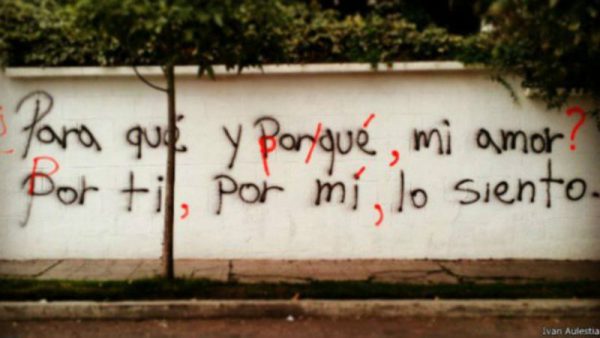 ¿Para qué y por/qué, mi amor?
Por ti, por mí, lo siento.
Ivan Aulestia